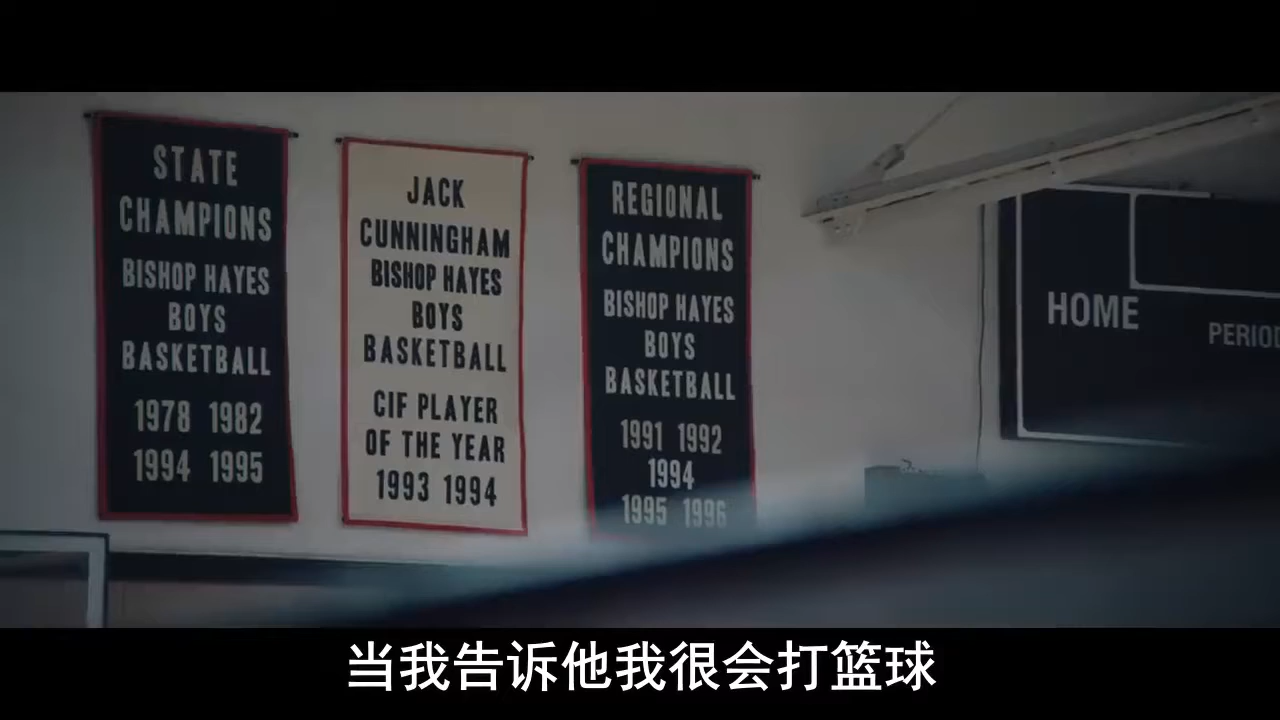 STATE
CHAMPIONS
BISHOP HAYES
BOYS
BASKETBALL
1978 1982
1994 1995
JACK
CUNNINGHAM
BISHOP HAYES
BOYS
BASKETBALL
CIF PLAYER
OF THE YEAR
1993 1994
REGIONAL
CHAMPIONS
BISHOP HAYES
BOYS
BASKETBALL
1991 1992
1994
1995 1996
HOME
当我告诉他我很会打篮球